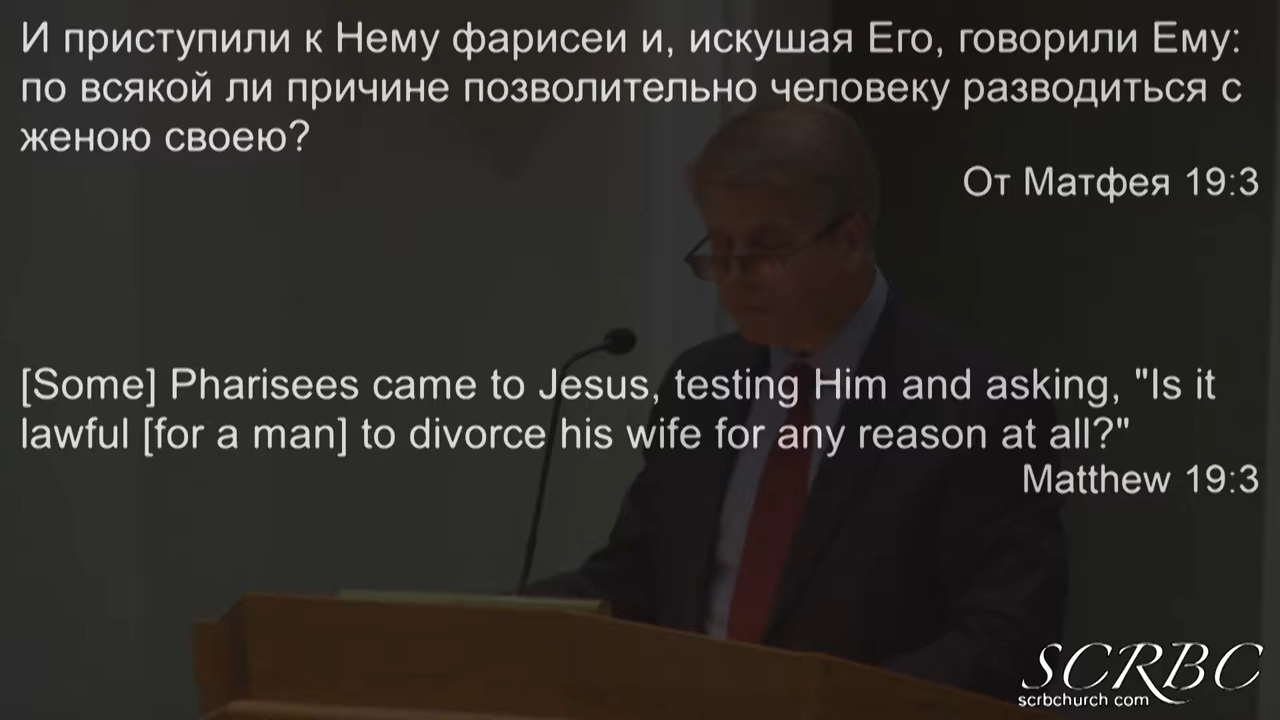 И приступили к Нему фарисеи и, искушая Его, говорили Ему:
по всякой ли причине позволительно человеку разводиться с
женою своею?
От Матфея 19:3
[Some] Pharisees came to Jesus, testing Him and asking, "Is it
lawful [for a man] to divorce his wife for any reason at all?"
Matthew 19:3
SCRBC
scrbchurch com